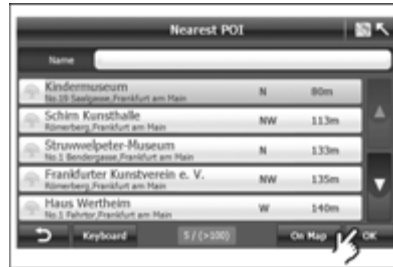 Nearest POI
Name
Kindermuseum N 80m
No.19 Saalgasse,Frankfurt am Main
Schirn Kunsthalle NW 113m
Römerberg,Frankfurt am Main
Struwwelpeter-Museum N 133m
No.1 Bendergasse,Frankfurt am Main
Frankfurter Kunstverein e. V. NW 135m
Römerberg,Frankfurt am Main
Haus Wertheim W 140m
No.1 Fahrtor,Frankfurt am Main
Keyboard 5 / (>100) On Map OK